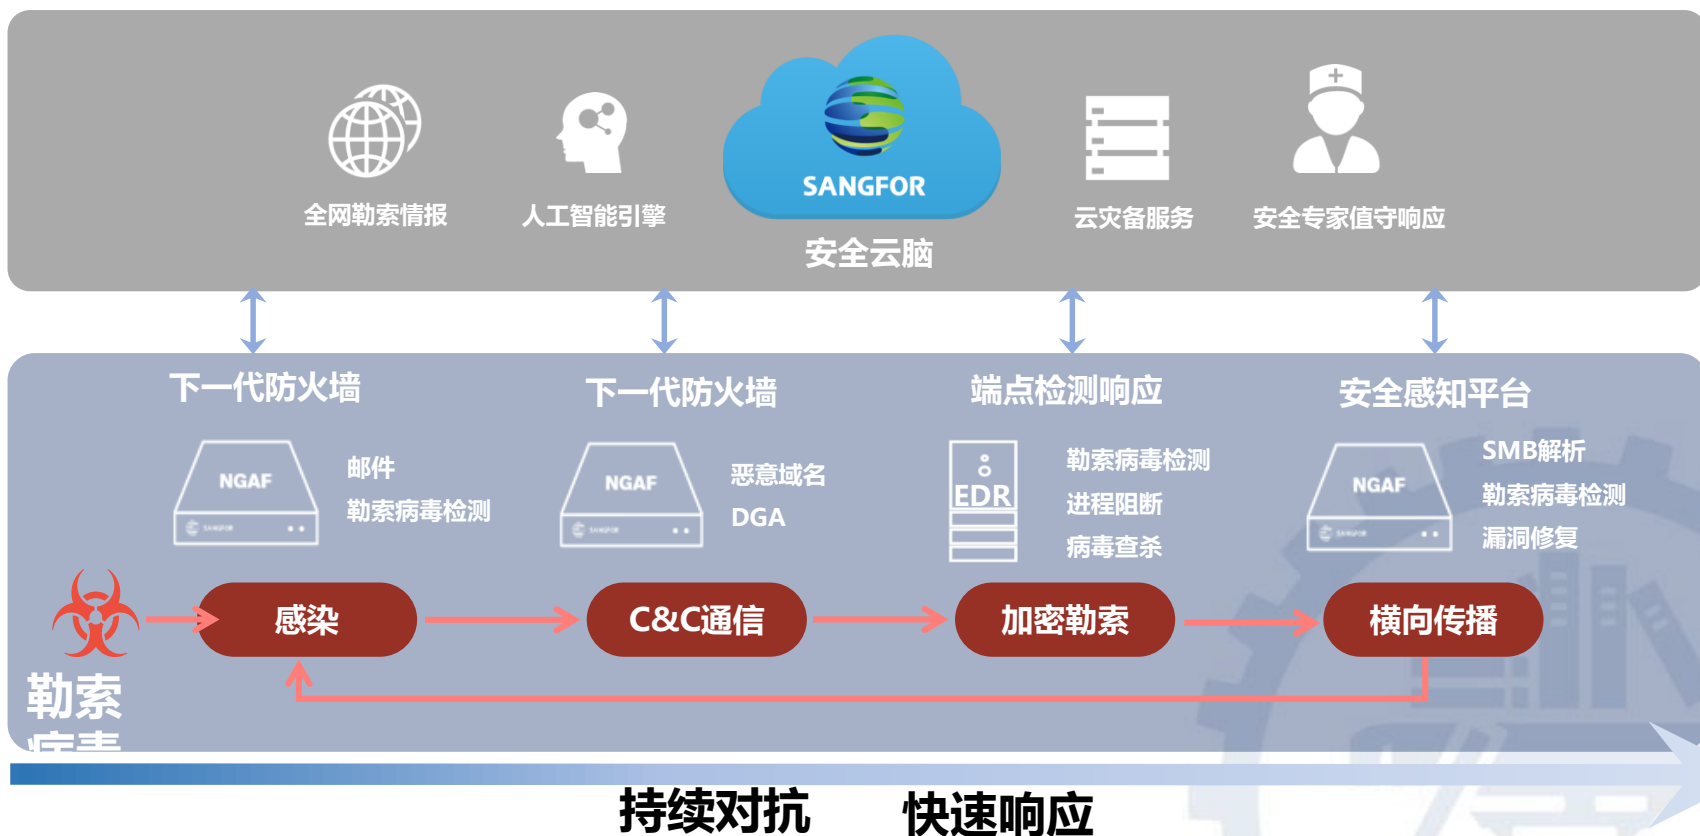 SANGFOR
全网勒索情报
人工智能引擎
安全云脑
云灾备服务
安全专家值守响应
下一代防火墙
NGAF
SANGFOR
邮件
勒索病毒检测
下一代防火墙
NGAF
SANGFOR
恶意域名
DGA
端点检测响应
EDR
勒索病毒检测
进程阻断
病毒查杀
安全感知平台
NGAF
SANGFOR
SMB解析
勒索病毒检测
漏洞修复
勒索
病毒
感染
C&C通信
加密勒索
横向传播
持续对抗
快速响应